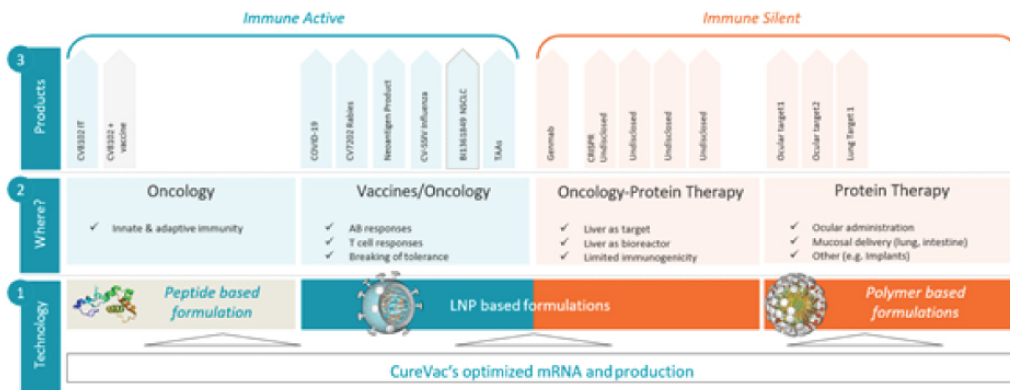 Immune Active
Immune Silent
3
Products
CV8102 IT
CV8102 +
vaccine
COVID-19
CV7202 Rabies
Neoantigen Product
CV-SSIV Influenza
BI1361849 NSCLC
TAAs
Genmab
CRISPR
Undisclosed
Undisclosed
Undisclosed
Undisclosed
Ocular target1
Ocular target2
Lung Target 1
2
Where?
Oncology
✓ Innate & adaptive immunity
Vaccines/Oncology
✓ AB responses
✓ T cell responses
✓ Breaking of tolerance
Oncology-Protein Therapy
✓ Liver as target
✓ Liver as bioreactor
✓ Limited immunogenicity
Protein Therapy
✓ Ocular administration
✓ Mucosal delivery (lung, intestine)
✓ Other (e.g. Implants)
1
Technology
Peptide based
formulation
LNP based formulations
Polymer based
formulations
CureVac's optimized mRNA and production